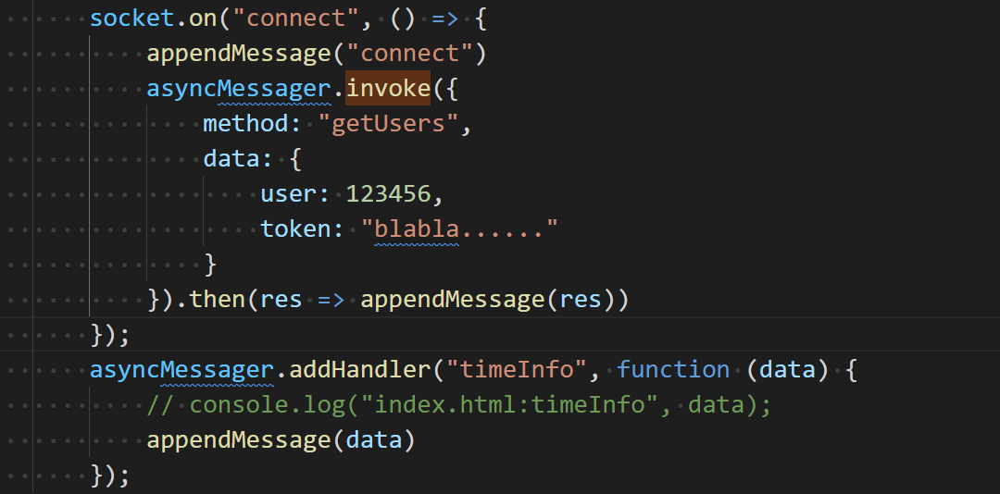 socket.on("connect", () => {
    appendMessage("connect")
    asyncMessager.invoke({
        method: "getUsers",
        data: {
            user: 123456,
            token: "blabla......"
        }
    }).then(res => appendMessage(res))
});
asyncMessager.addHandler("timeInfo", function (data) {
    // console.log("index.html:timeInfo", data);
    appendMessage(data)
});